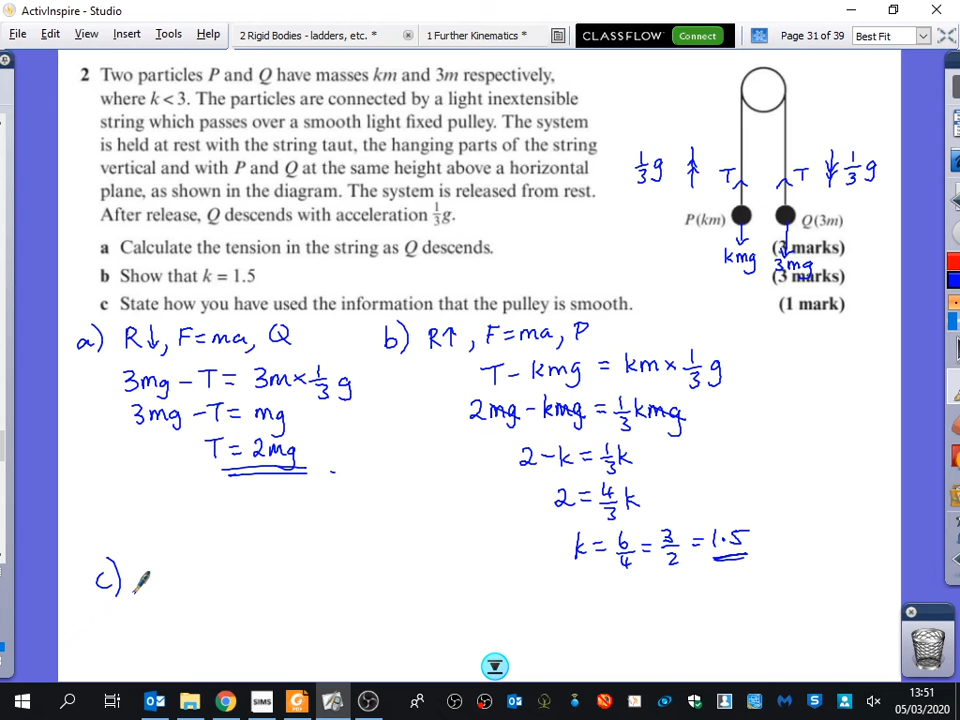 ActivInspire - Studio
File Edit View Insert Tools Help
2 Rigid Bodies - ladders, etc. *
1 Further Kinematics *
CLASSFLOW Connect
Page 31 of 39
Best Fit
2 Two particles P and Q have masses km and 3m respectively,
where k < 3. The particles are connected by a light inextensible
string which passes over a smooth light fixed pulley. The system
is held at rest with the string taut, the hanging parts of the string
vertical and with P and Q at the same height above a horizontal
plane, as shown in the diagram. The system is released from rest.
After release, Q descends with acceleration 1/3 g.
a Calculate the tension in the string as Q descends. (3 marks)
b Show that k = 1.5 (3 marks)
c State how you have used the information that the pulley is smooth. (1 mark)
1/3 g T T 1/3 g
P(km) Q(3m)
kmg 3mg
a) R↓, F=ma, Q
3mg - T = 3m × 1/3 g
3mg - T = mg
T = 2mg
b) R↑, F=ma, P
T - kmg = km × 1/3 g
2mg - kmg = 1/3 kmg
2 - k = 1/3 k
2 = 4/3 k
k = 6/4 = 3/2 = 1.5
c)
SIMS
13:51
05/03/2020